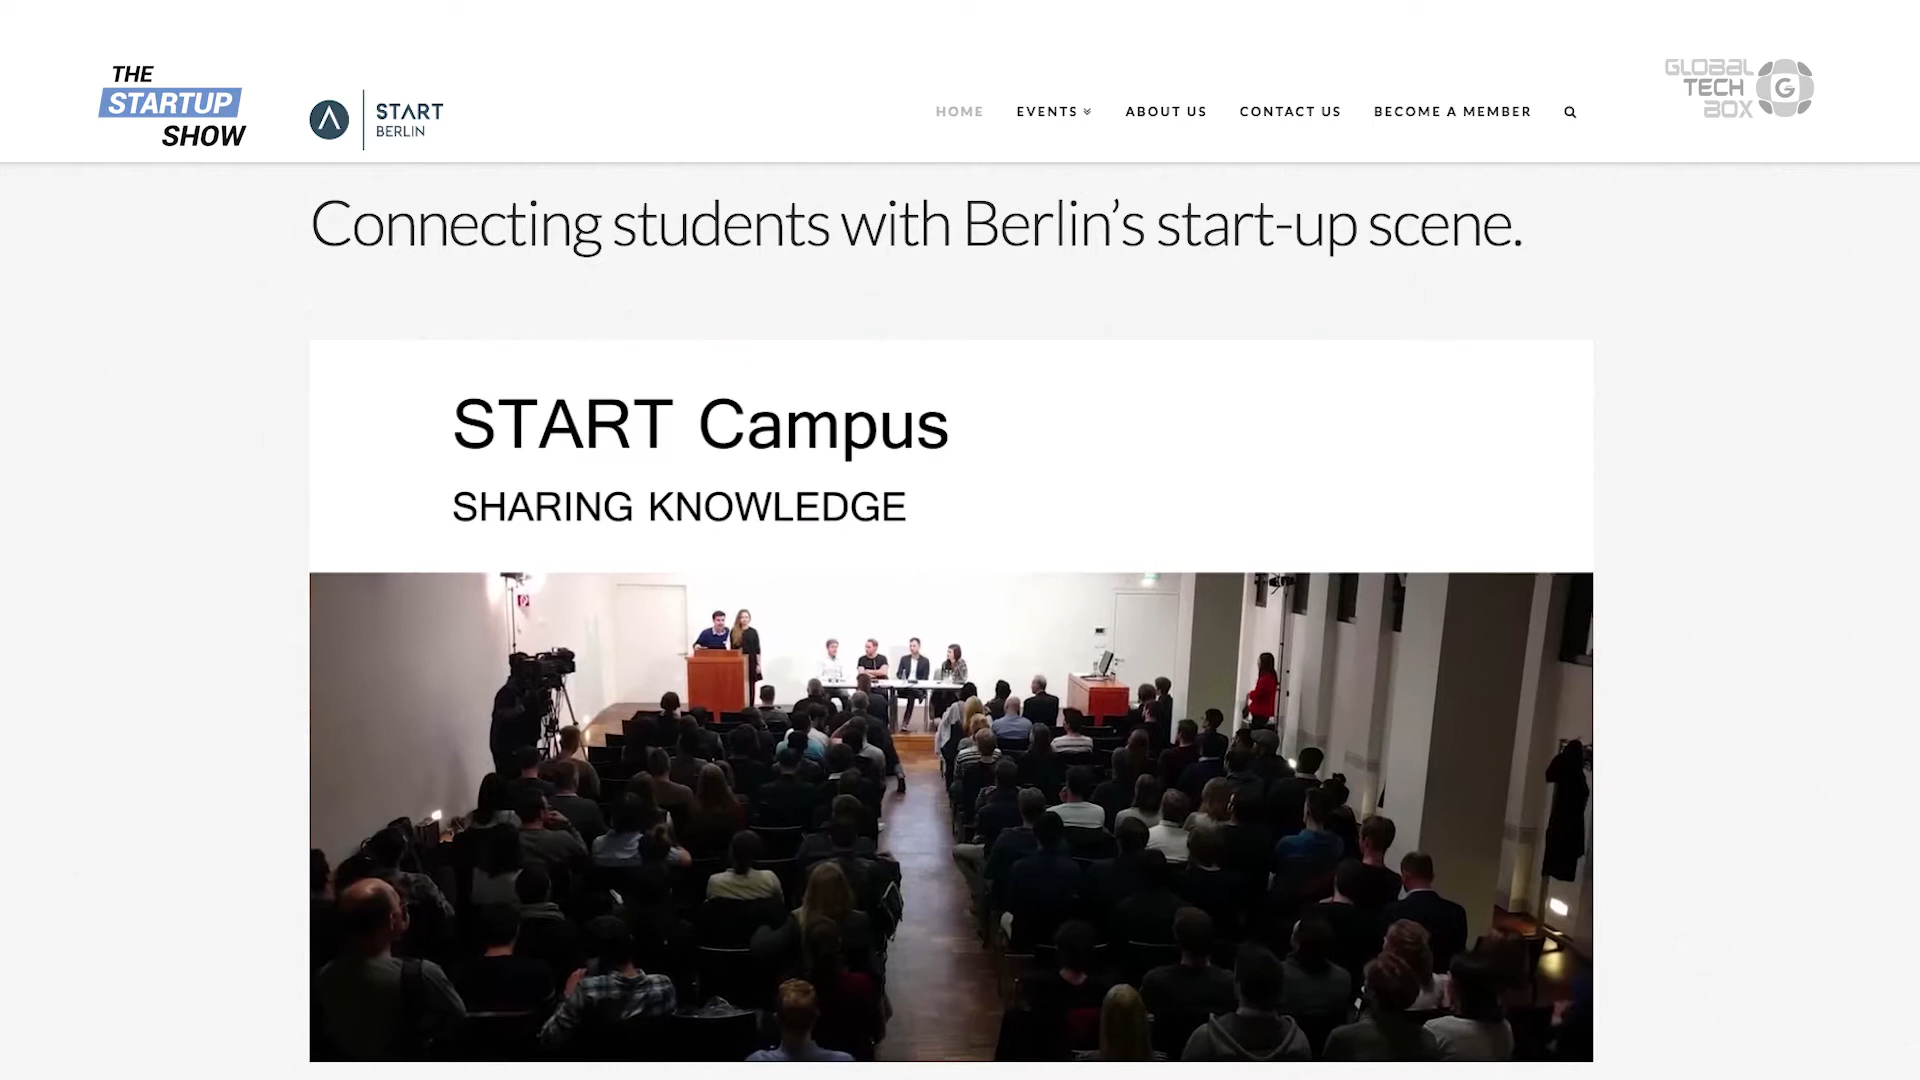 THE
STARTUP
SHOW
START
BERLIN
HOME EVENTS ABOUT US CONTACT US BECOME A MEMBER
GLOBAL
TECH
BOX
G
Connecting students with Berlin’s start-up scene.
START Campus
SHARING KNOWLEDGE